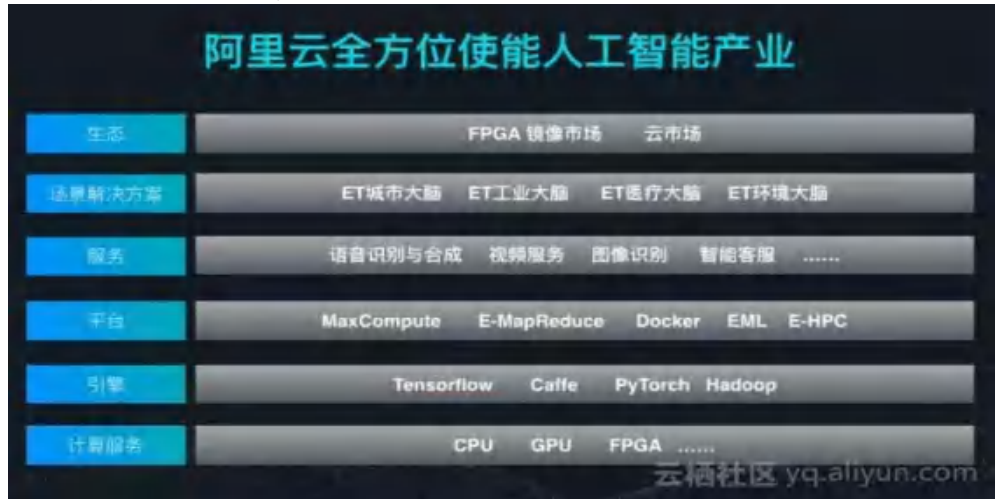 阿里云全方位使能人工智能产业
生态
FPGA 镜像市场 云市场
场景解决方案
ET城市大脑 ET工业大脑 ET医疗大脑 ET环境大脑
服务
语音识别与合成 视频服务 图像识别 智能客服 ......
平台
MaxCompute E-MapReduce Docker EML E-HPC
引擎
Tensorflow Caffe PyTorch Hadoop
计算服务
CPU GPU FPGA ......
云栖社区 yq.aliyun.com